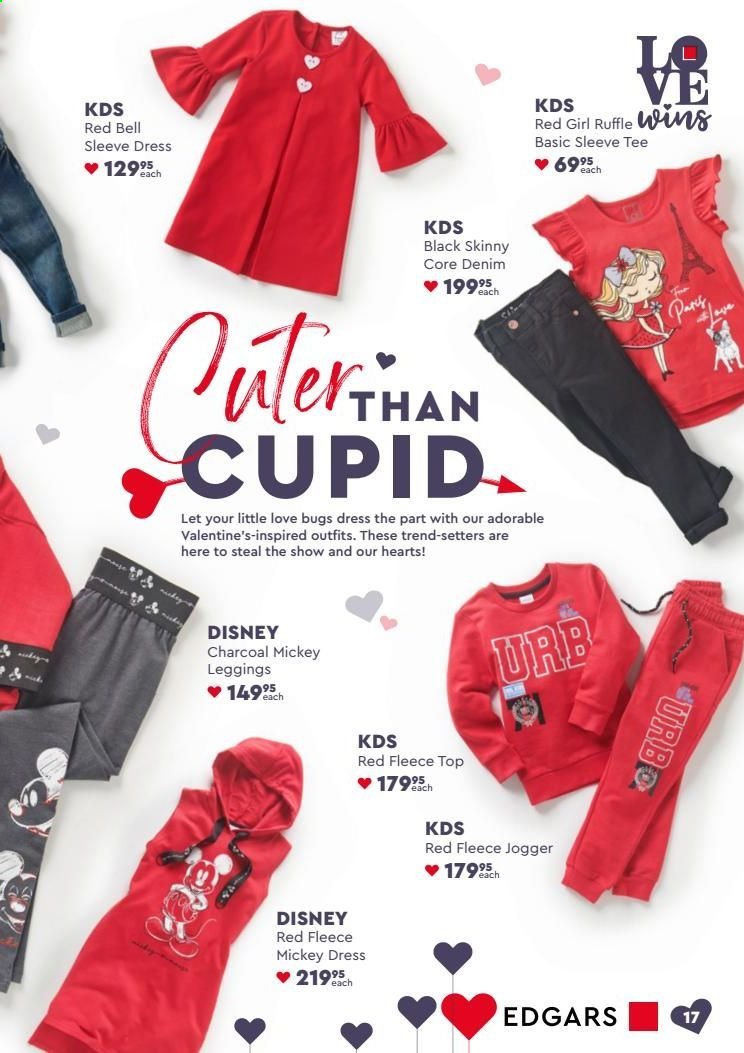 LOVE
wins
KDS
Red Bell
Sleeve Dress
129.95
each
KDS
Red Girl Ruffle
Basic Sleeve Tee
69.95
each
KDS
Black Skinny
Core Denim
199.95
each
From
Paris
with Love
Cuter THAN
CUPID
Let your little love bugs dress the part with our adorable
Valentine's-inspired outfits. These trend-setters are
here to steal the show and our hearts!
DISNEY
Charcoal Mickey
Leggings
149.95
each
URB
URB
KDS
Red Fleece Top
179.95
each
KDS
Red Fleece Jogger
179.95
each
DISNEY
Red Fleece
Mickey Dress
219.95
each
EDGARS
17